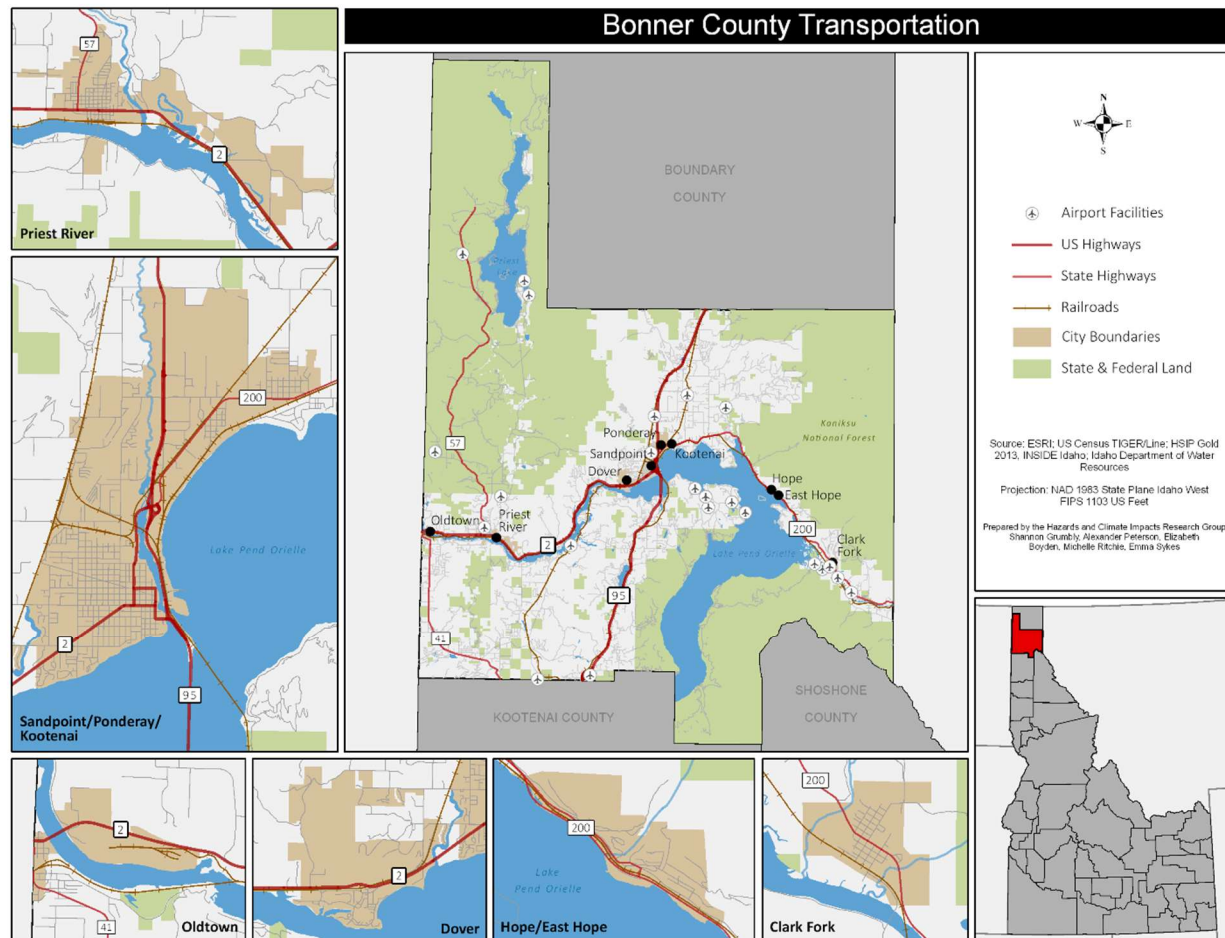 Bonner County Transportation
57
2
Priest River
200
Lake Pend Orielle
2
95
Sandpoint/Ponderay/
Kootenai
BOUNDARY
COUNTY
Priest
Lake
Kaniksu
National Forest
57
Ponderay
Sandpoint
Kootenai
Dover
Hope
East Hope
Oldtown
Priest
River
2
200
Clark
Fork
Lake Pend Orielle
95
41
KOOTENAI COUNTY
SHOSHONE
COUNTY
N
W
E
S
Airport Facilities
US Highways
State Highways
Railroads
City Boundaries
State & Federal Land
Source: ESRI; US Census TIGER/Line; HSIP Gold
2013, INSIDE Idaho; Idaho Department of Water
Resources
Projection: NAD 1983 State Plane Idaho West
FIPS 1103 US Feet
Prepared by the Hazards and Climate Impacts Research Group
Shannon Grumbly, Alexander Peterson, Elizabeth
Boyden, Michelle Ritchie, Emma Sykes
2
41
Oldtown
2
Dover
200
Lake
Pend Orielle
Hope/East Hope
200
Clark Fork